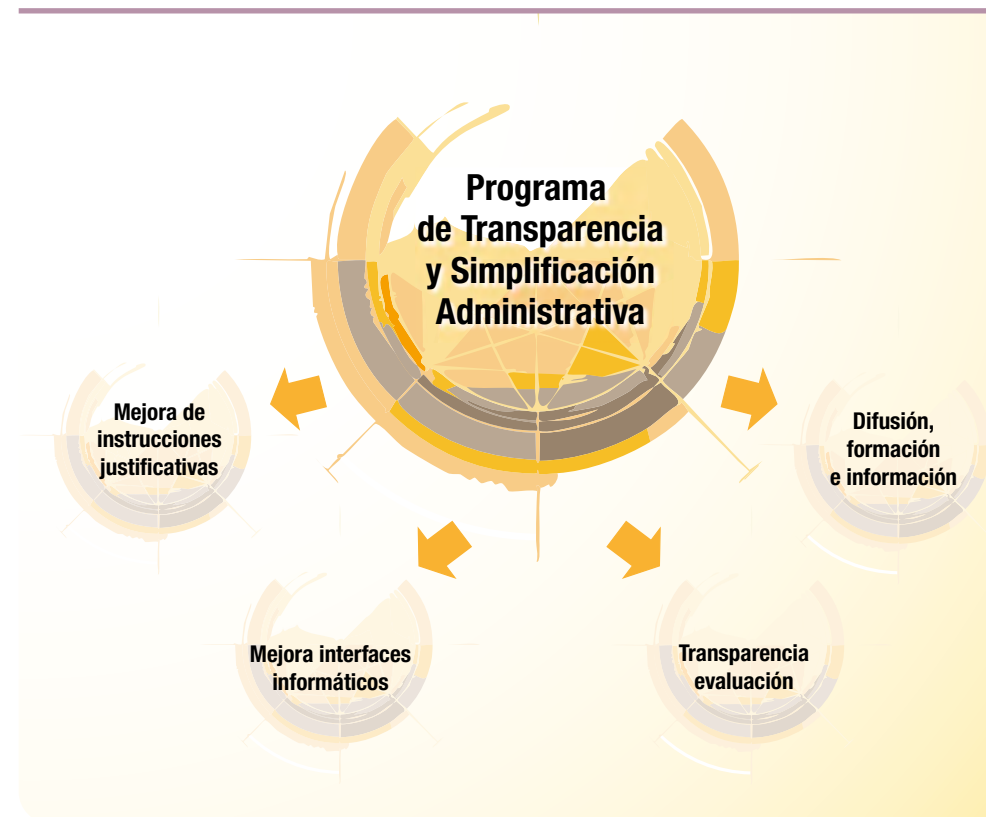 Programa
de Transparencia
y Simplificación
Administrativa
Mejora de
instrucciones
justificativas
Difusión,
formación
e información
Mejora interfaces
informáticos
Transparencia
evaluación